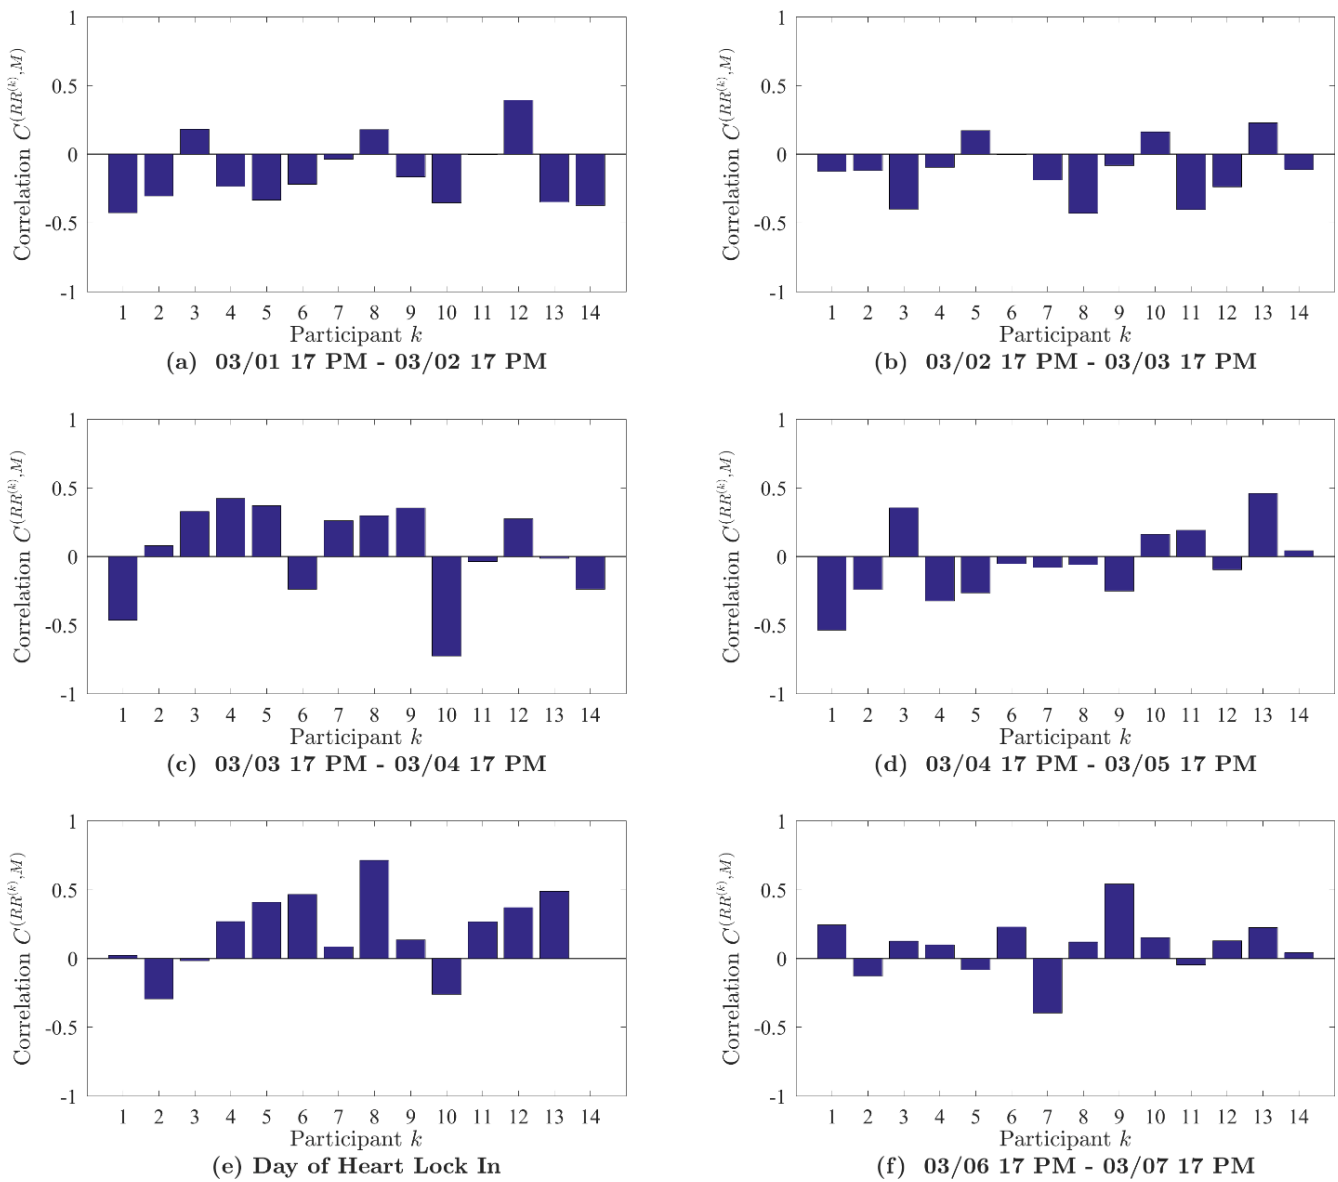 1
0.5
0
-0.5
-1
Correlation C^(RR^(k),M)
1 2 3 4 5 6 7 8 9 10 11 12 13 14
Participant k
(a) 03/01 17 PM - 03/02 17 PM
1
0.5
0
-0.5
-1
Correlation C^(RR^(k),M)
1 2 3 4 5 6 7 8 9 10 11 12 13 14
Participant k
(b) 03/02 17 PM - 03/03 17 PM
1
0.5
0
-0.5
-1
Correlation C^(RR^(k),M)
1 2 3 4 5 6 7 8 9 10 11 12 13 14
Participant k
(c) 03/03 17 PM - 03/04 17 PM
1
0.5
0
-0.5
-1
Correlation C^(RR^(k),M)
1 2 3 4 5 6 7 8 9 10 11 12 13 14
Participant k
(d) 03/04 17 PM - 03/05 17 PM
1
0.5
0
-0.5
-1
Correlation C^(RR^(k),M)
1 2 3 4 5 6 7 8 9 10 11 12 13 14
Participant k
(e) Day of Heart Lock In
1
0.5
0
-0.5
-1
Correlation C^(RR^(k),M)
1 2 3 4 5 6 7 8 9 10 11 12 13 14
Participant k
(f) 03/06 17 PM - 03/07 17 PM